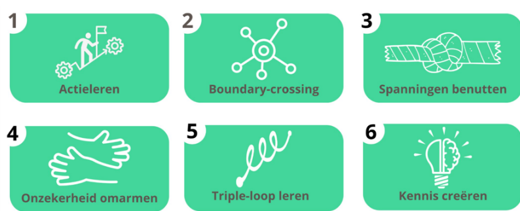 1
Actieleren
2
Boundary-crossing
3
Spanningen benutten
4
Onzekerheid omarmen
5
Triple-loop leren
6
Kennis creëren